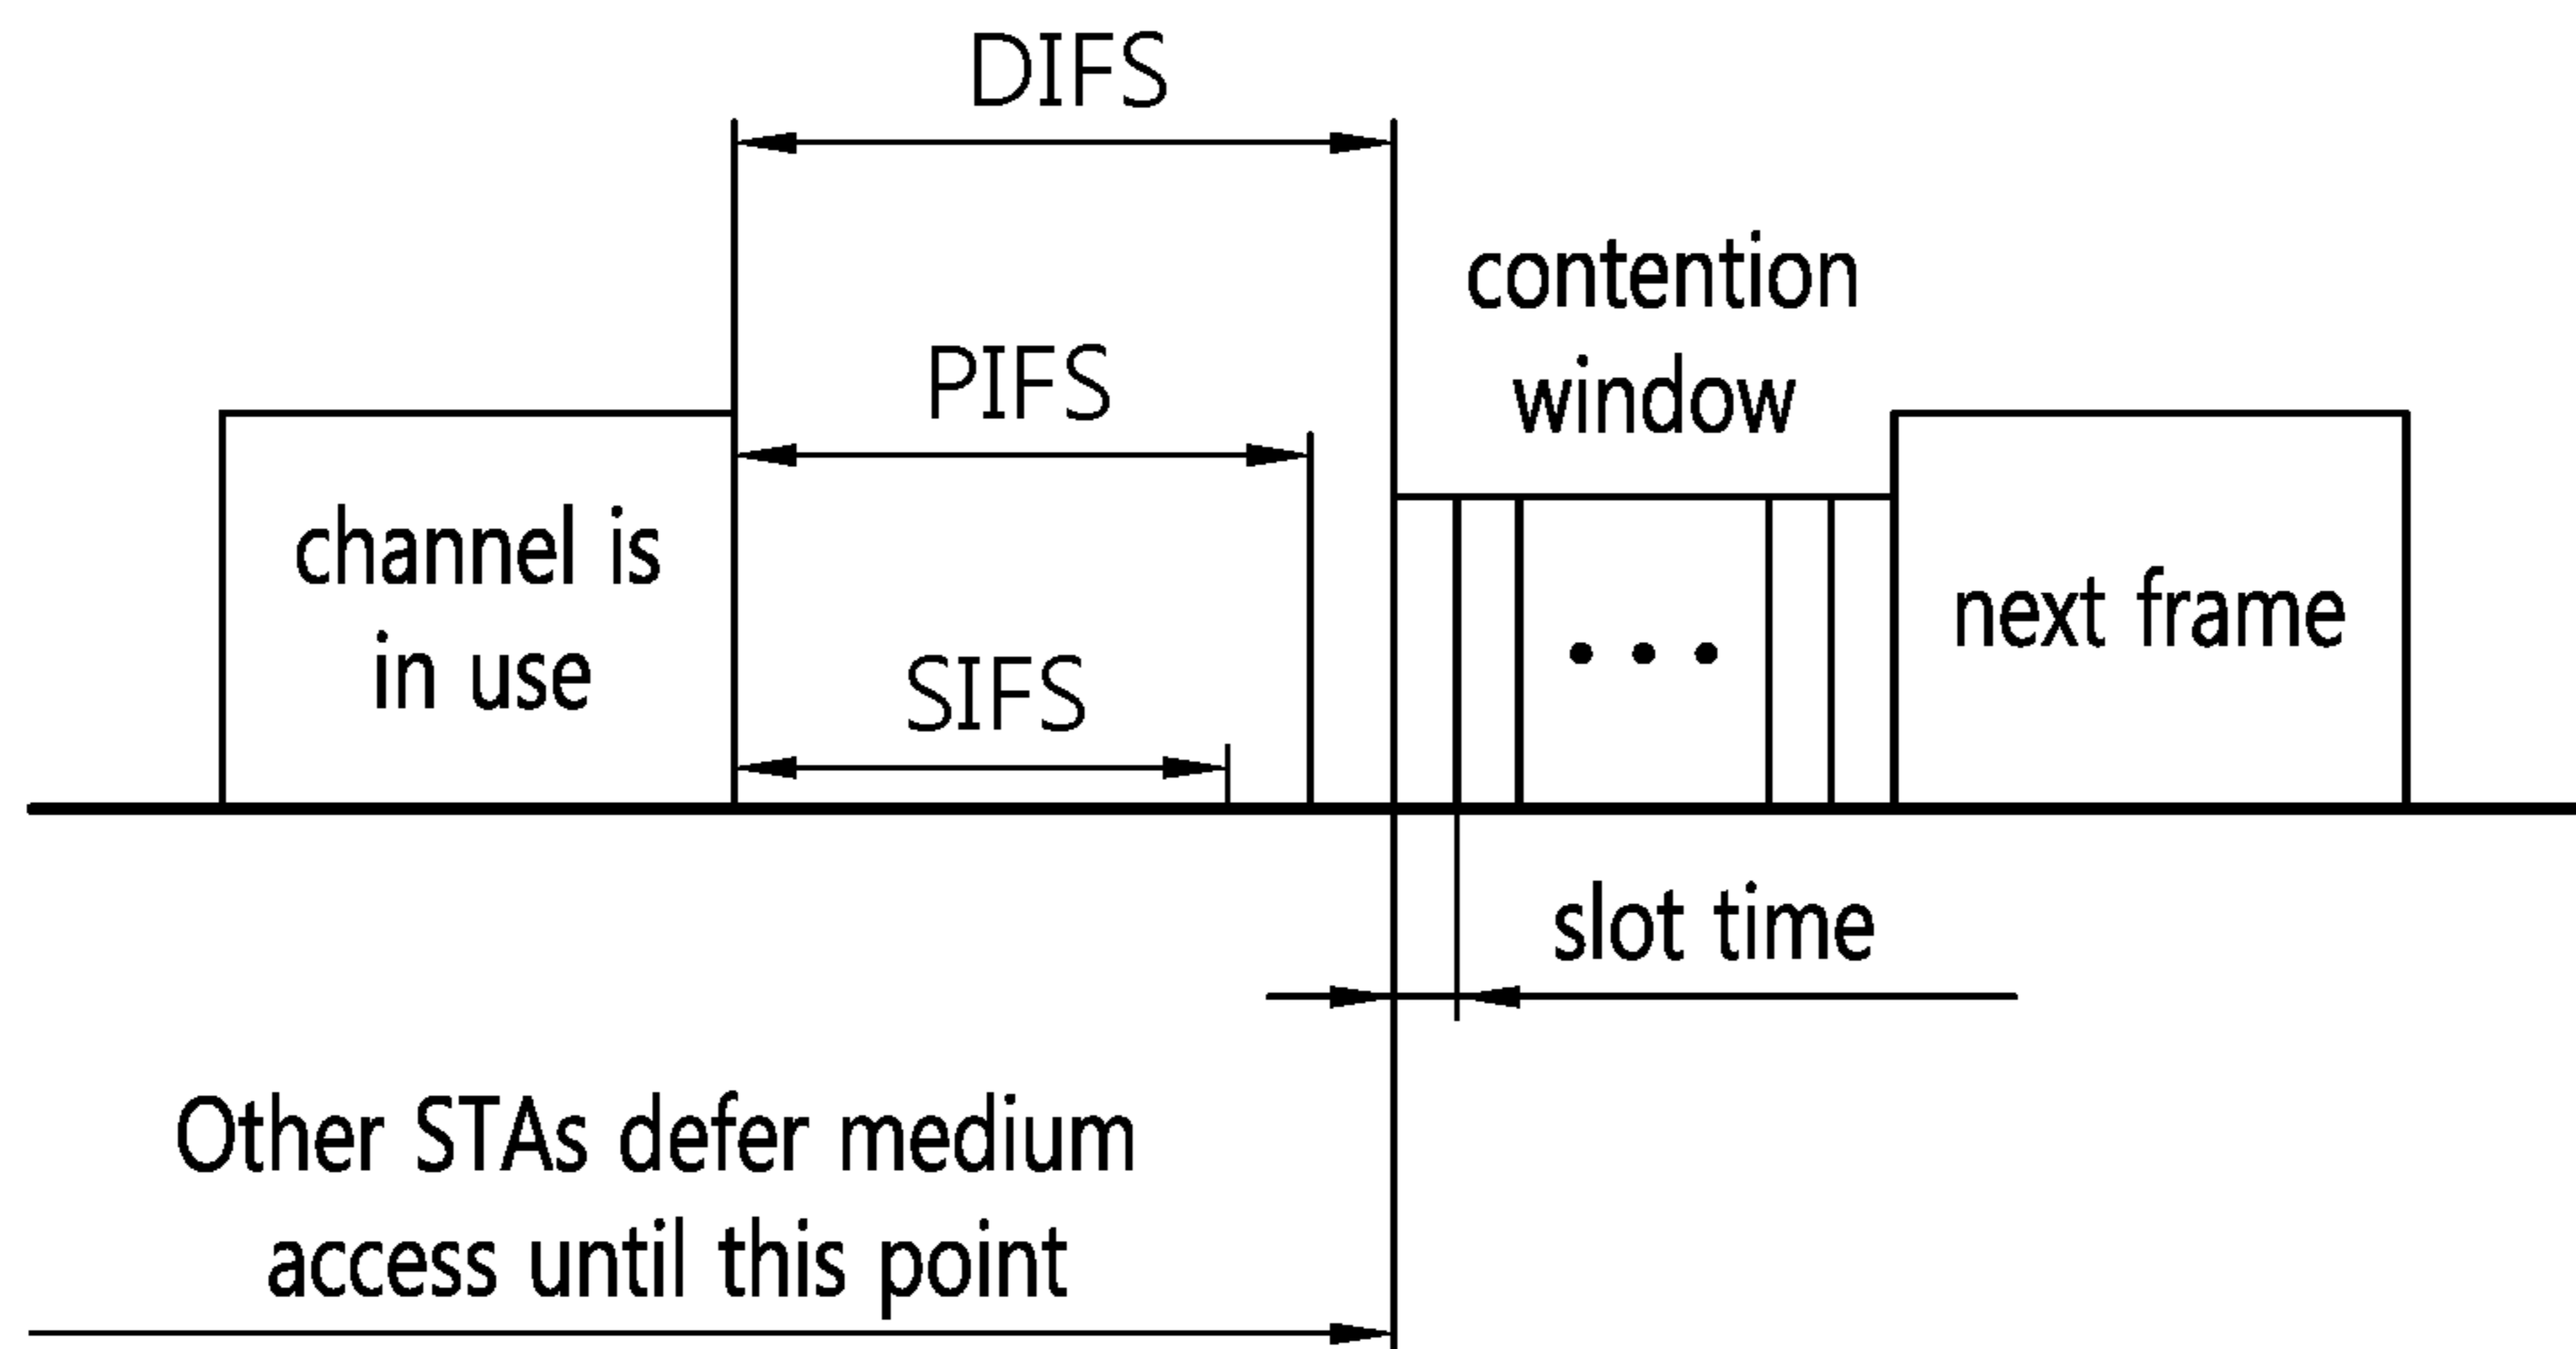 DIFS
contention
window
PIFS
channel is
in use
SIFS
next frame
slot time
Other STAs defer medium
access until this point